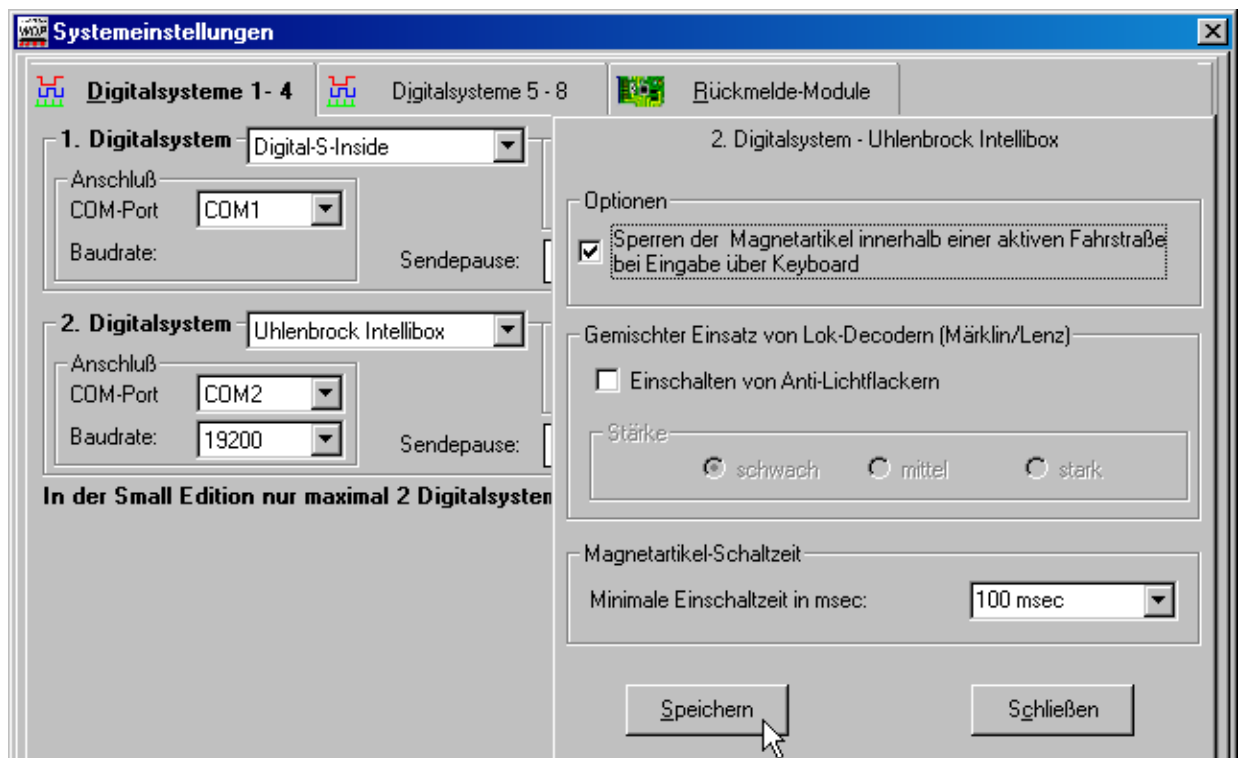 Systemeinstellungen
Digitalsysteme 1- 4
Digitalsysteme 5 - 8
Rückmelde-Module
1. Digitalsystem
Digital-S-Inside
Anschluß
COM-Port
COM1
Baudrate:
Sendepause:
2. Digitalsystem
Uhlenbrock Intellibox
Anschluß
COM-Port
COM2
Baudrate:
19200
Sendepause:
In der Small Edition nur maximal 2 Digitalsysten
2. Digitalsystem - Uhlenbrock Intellibox
Optionen
Sperren der Magnetartikel innerhalb einer aktiven Fahrstraße
bei Eingabe über Keyboard
Gemischter Einsatz von Lok-Decodern (Märklin/Lenz)
Einschalten von Anti-Lichtflackern
Stärke
schwach
mittel
stark
Magnetartikel-Schaltzeit
Minimale Einschaltzeit in msec:
100 msec
Speichern
Schließen